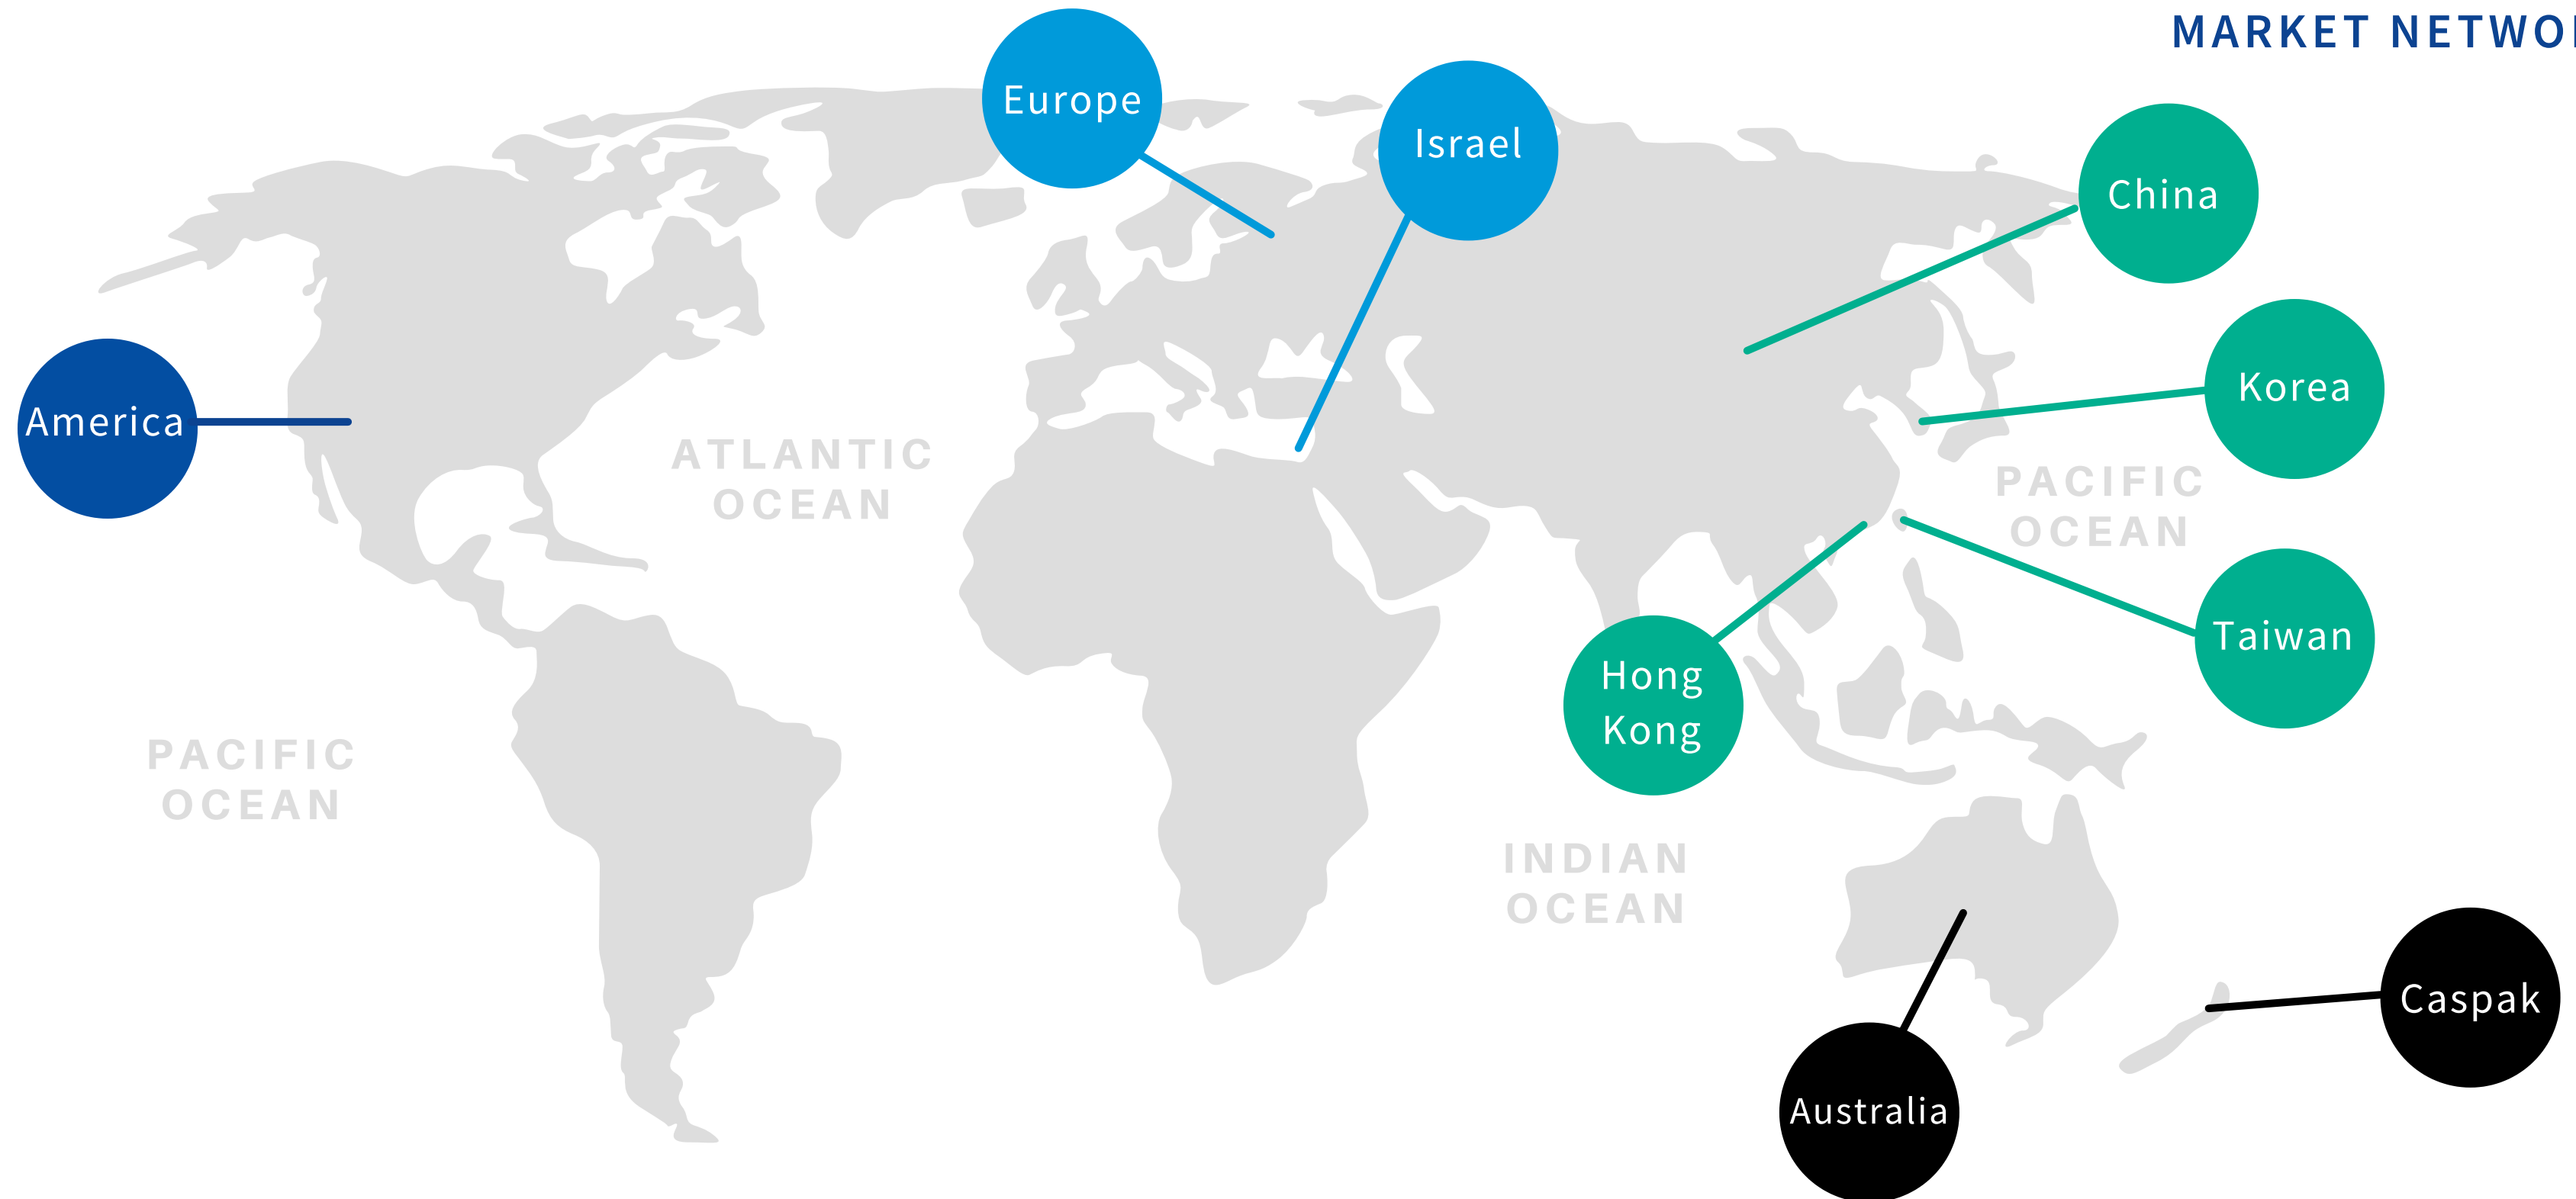 MARKET NETWO
Europe
Israel
China
Korea
America
ATLANTIC
OCEAN
PACIFIC
OCEAN
Taiwan
Hong
Kong
PACIFIC
OCEAN
INDIAN
OCEAN
Caspak
Australia